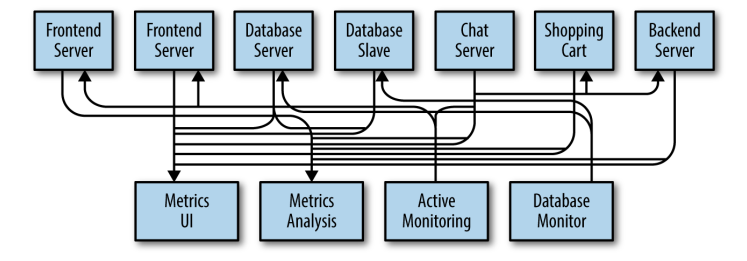 Frontend
Server
Frontend
Server
Database
Server
Database
Slave
Chat
Server
Shopping
Cart
Backend
Server
Metrics
UI
Metrics
Analysis
Active
Monitoring
Database
Monitor